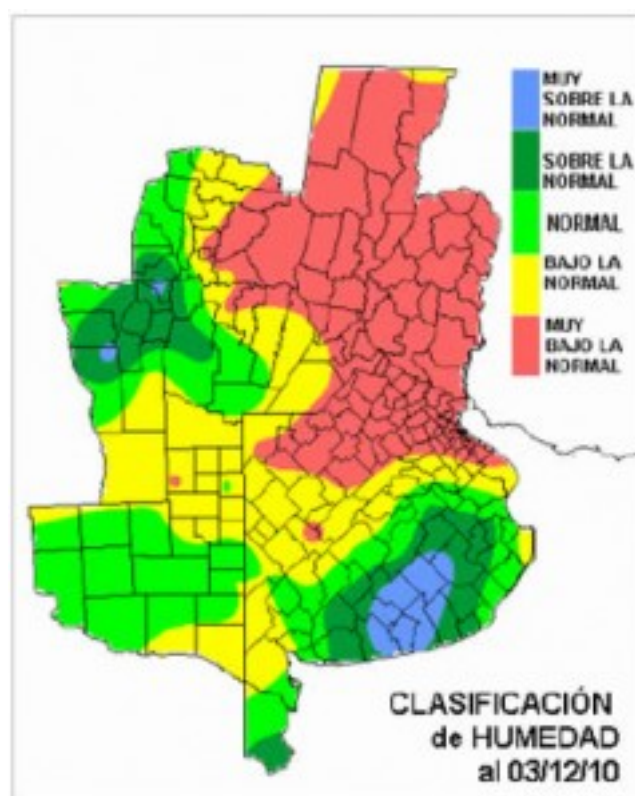 MUY
SOBRE LA
NORMAL
SOBRE LA
NORMAL
NORMAL
BAJO LA
NORMAL
MUY
BAJO LA
NORMAL
CLASIFICACIÓN
de HUMEDAD
al 03/12/10